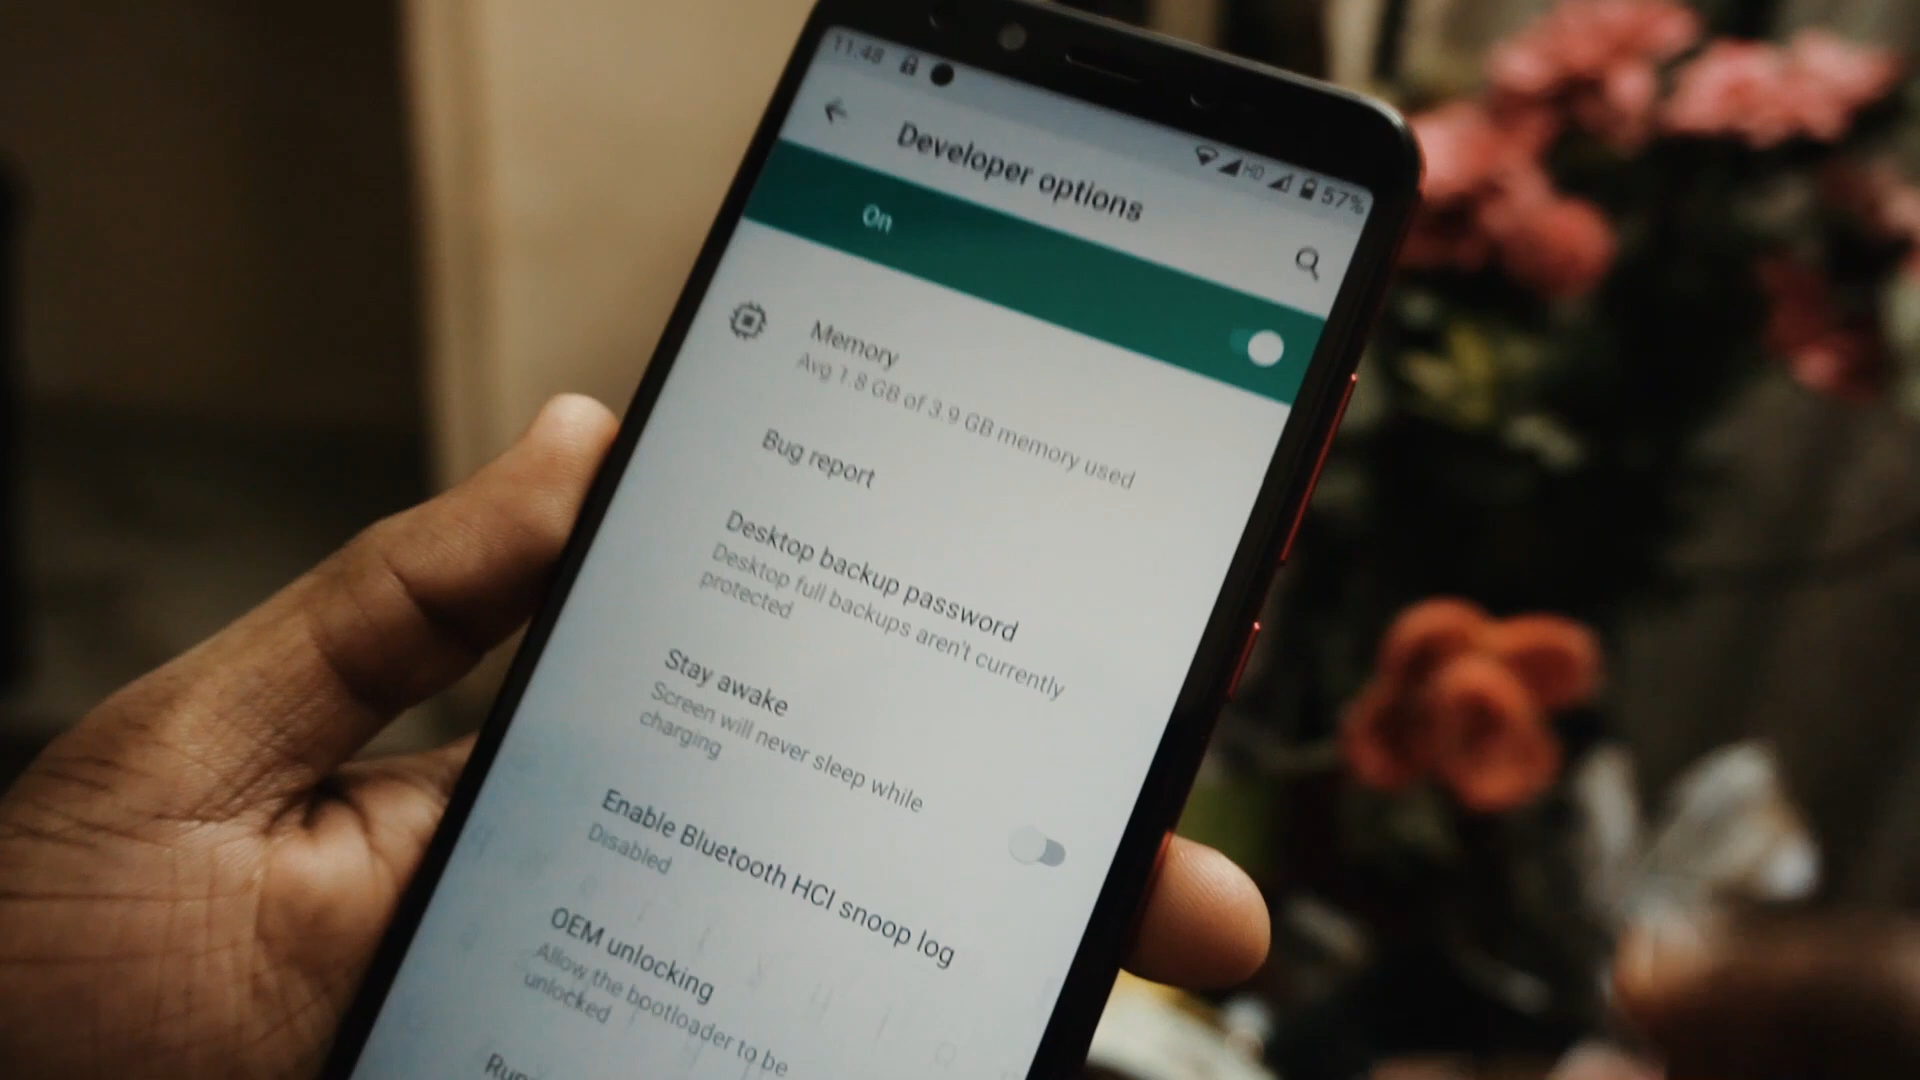 11:48
HD 57%
Developer options
On
Memory
Avg 1.8 GB of 3.9 GB memory used
Bug report
Desktop backup password
Desktop full backups aren't currently
protected
Stay awake
Screen will never sleep while
charging
Enable Bluetooth HCI snoop log
Disabled
OEM unlocking
Allow the bootloader to be
unlocked